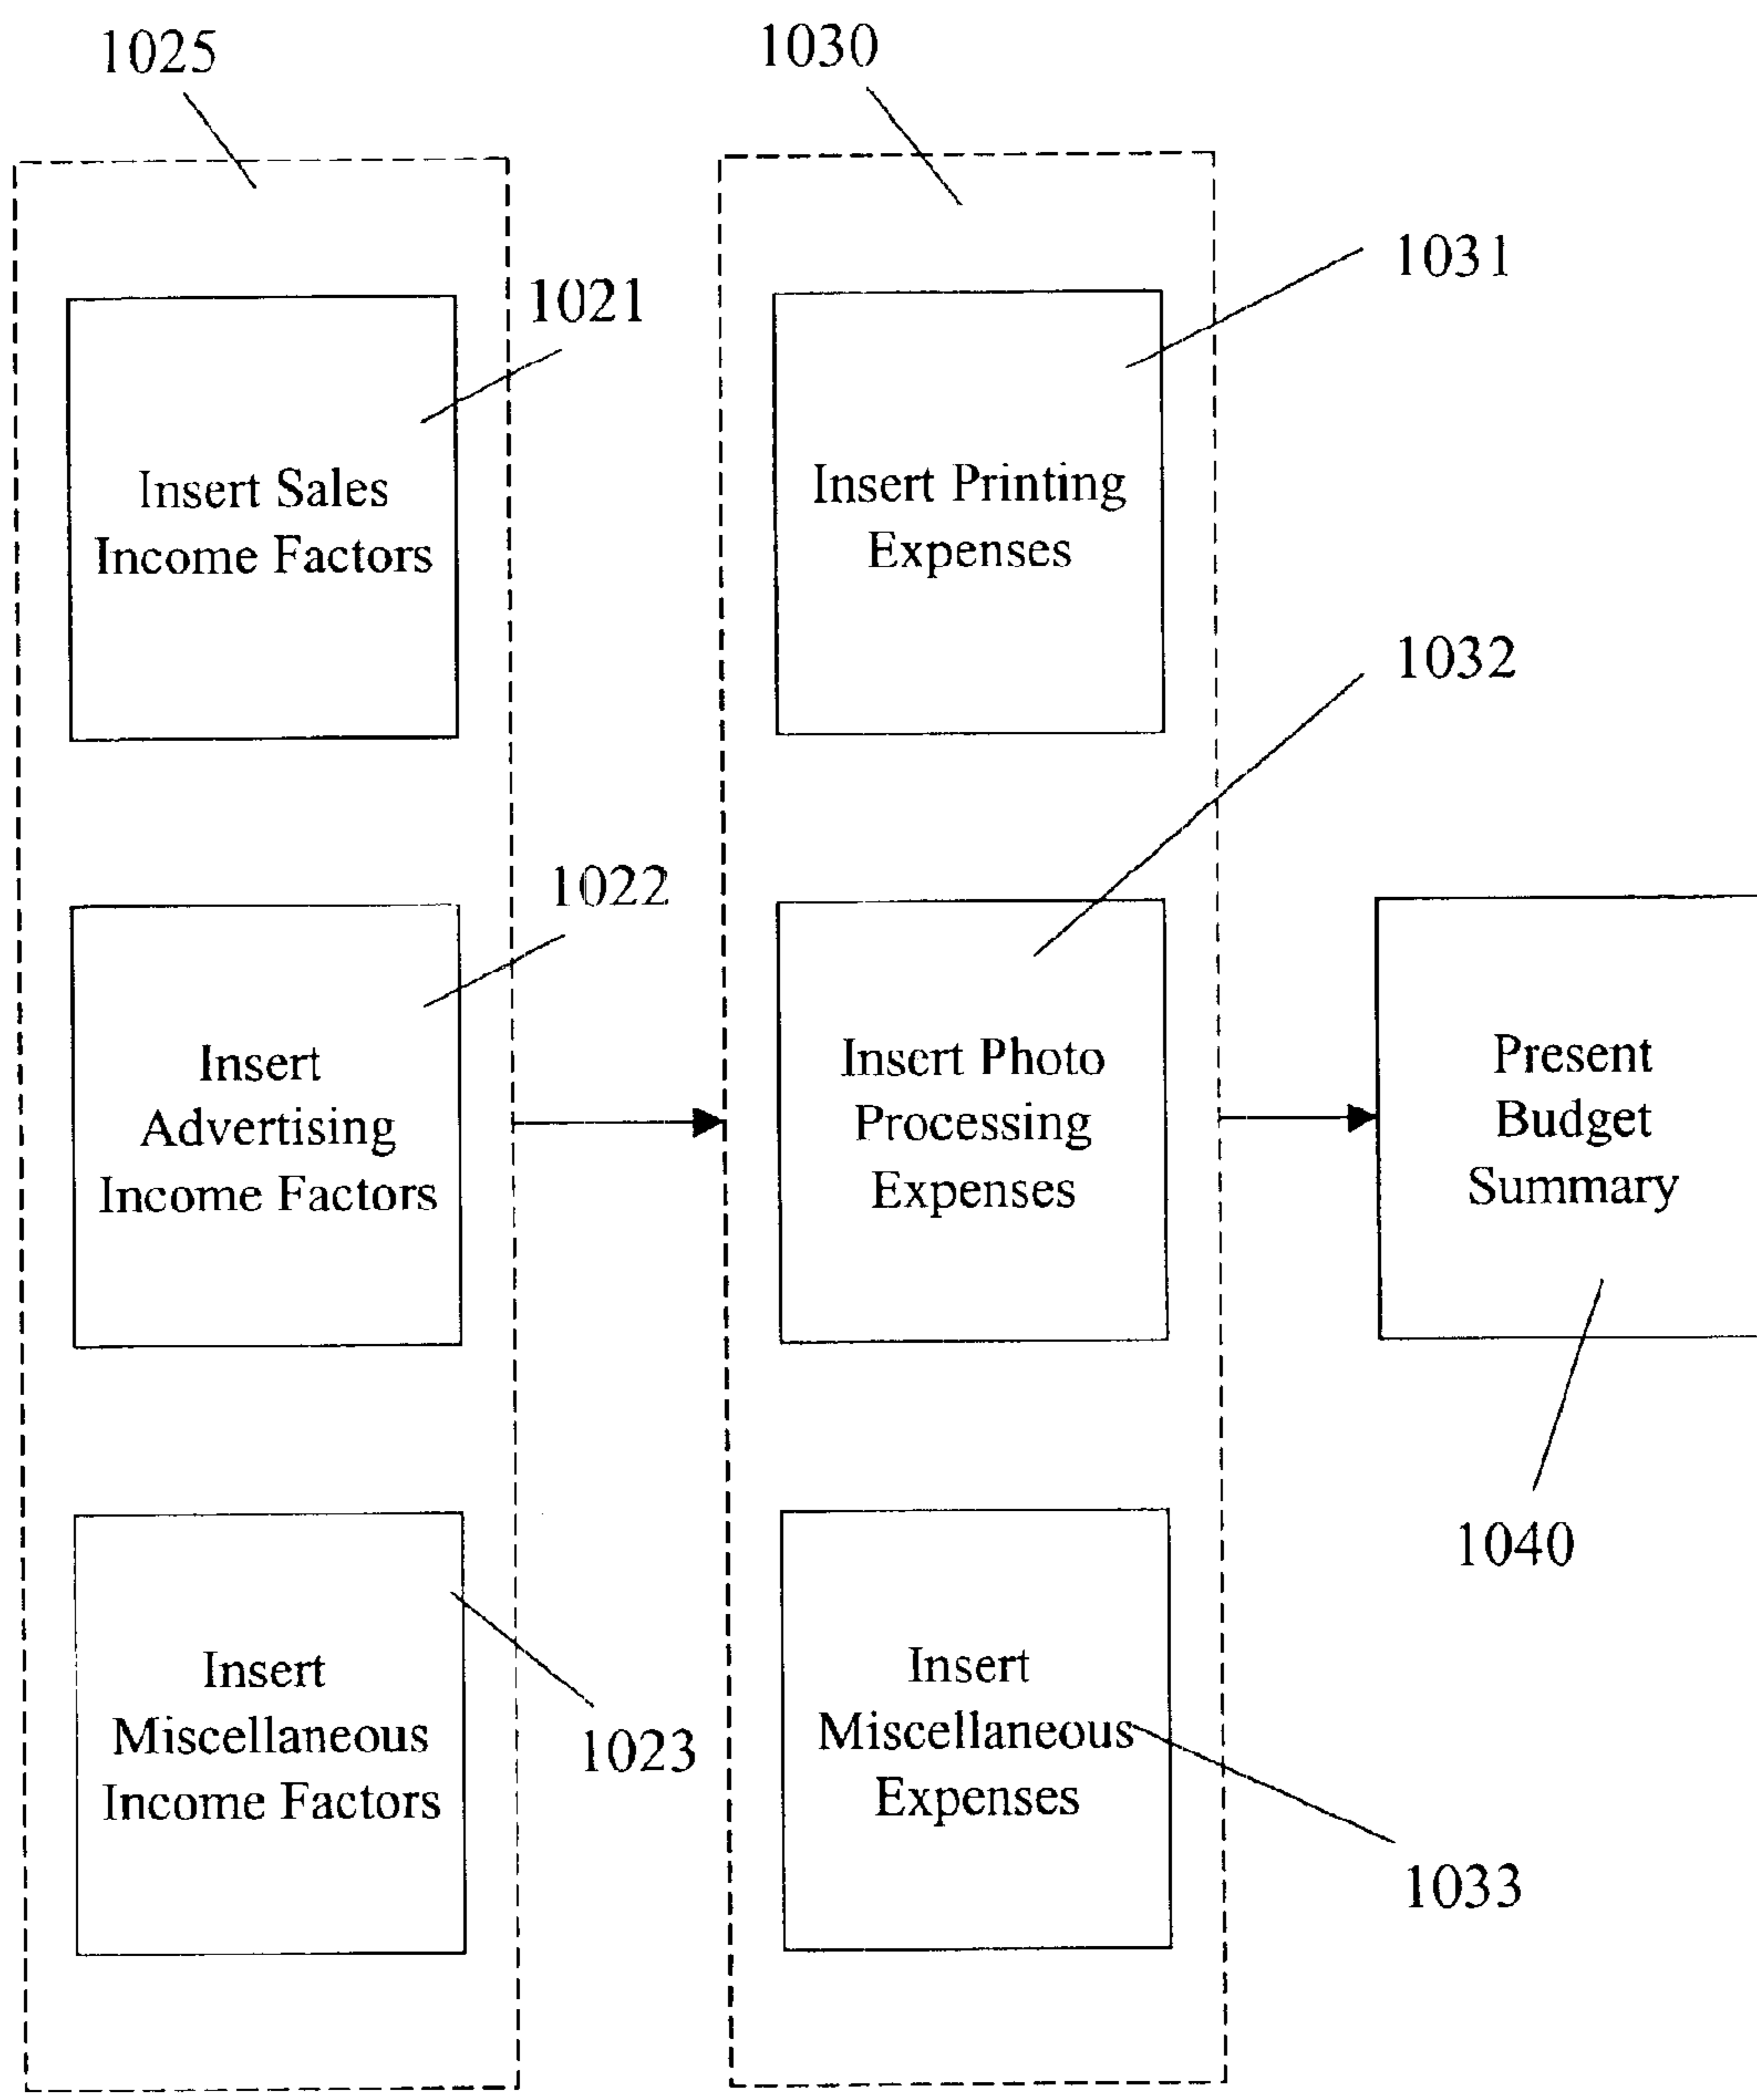 1025
1030
1031
1021
Insert Sales
Income Factors
Insert Printing
Expenses
1032
1022
Insert
Advertising
Income Factors
Insert Photo
Processing
Expenses
Present
Budget
Summary
1040
Insert
Miscellaneous
Income Factors
1023
Insert
Miscellaneous
Expenses
1033